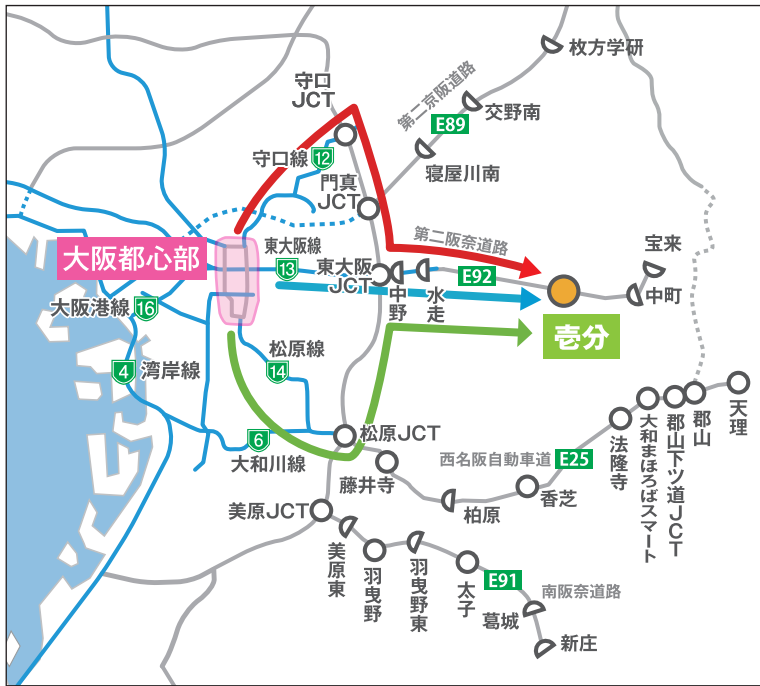 枚方学研
守口
JCT
第二京阪道路
E89
交野南
守口線
12
寝屋川南
門真
JCT
第二阪奈道路
宝来
大阪都心部
東大阪線
13
東大阪
JCT
E92
中野
水走
中町
大阪港線
16
壱分
松原線
14
4
湾岸線
6
大和川線
松原JCT
藤井寺
西名阪自動車道
E25
柏原
香芝
法隆寺
大和まほろばスマート
郡山下ツ道JCT
郡山
天理
美原JCT
美原東
羽曳野
羽曳野東
太子
E91
南阪奈道路
葛城
新庄